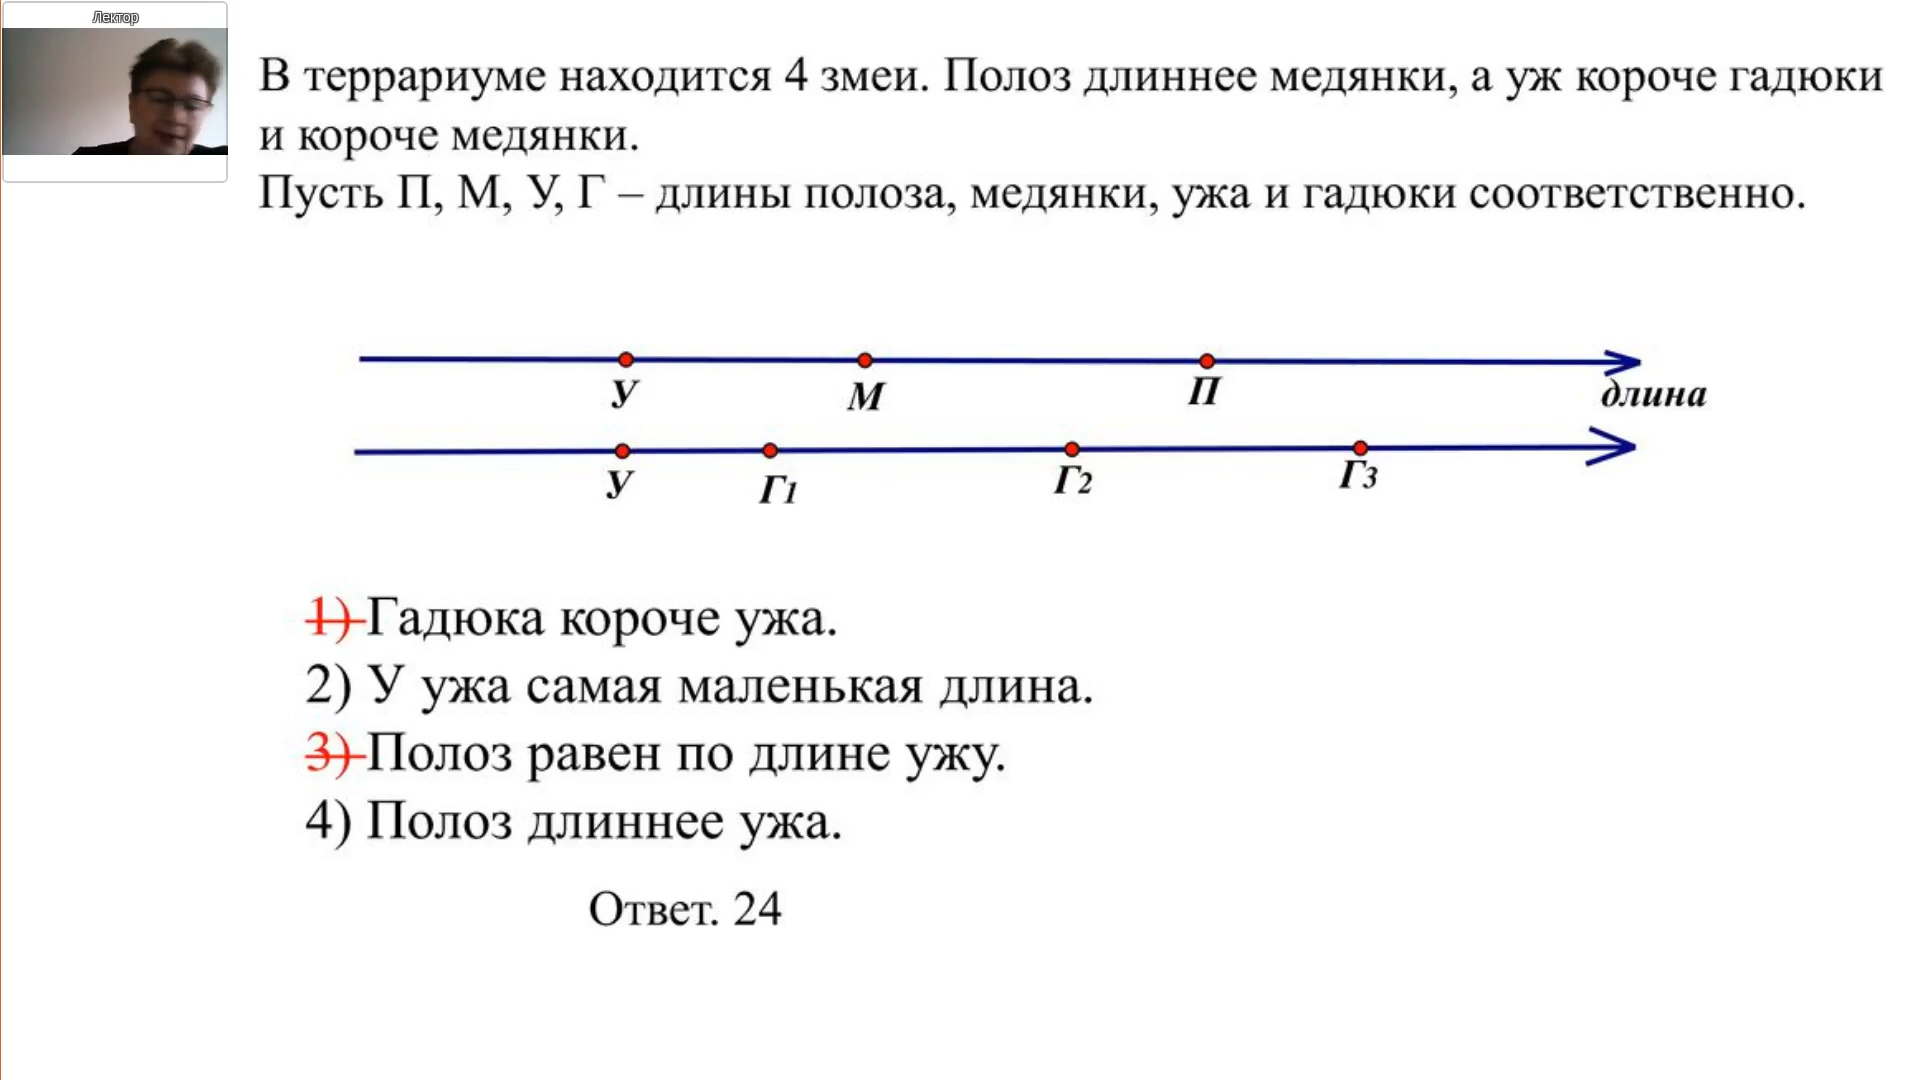 Лектор
В террариуме находится 4 змеи. Полоз длиннее медянки, а уж короче гадюки
и короче медянки.
Пусть П, М, У, Г – длины полоза, медянки, ужа и гадюки соответственно.
У М П
длина
У Г1 Г2 Г3
1) Гадюка короче ужа.
2) У ужа самая маленькая длина.
3) Полоз равен по длине ужу.
4) Полоз длиннее ужа.
Ответ. 24